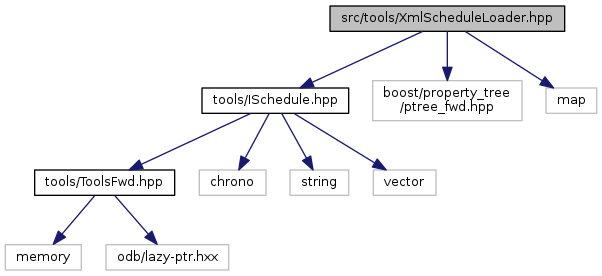 src/tools/XmlScheduleLoader.hpp
tools/ISchedule.hpp
boost/property_tree
/ptree_fwd.hpp
map
tools/ToolsFwd.hpp
chrono
string
vector
memory
odb/lazy-ptr.hxx